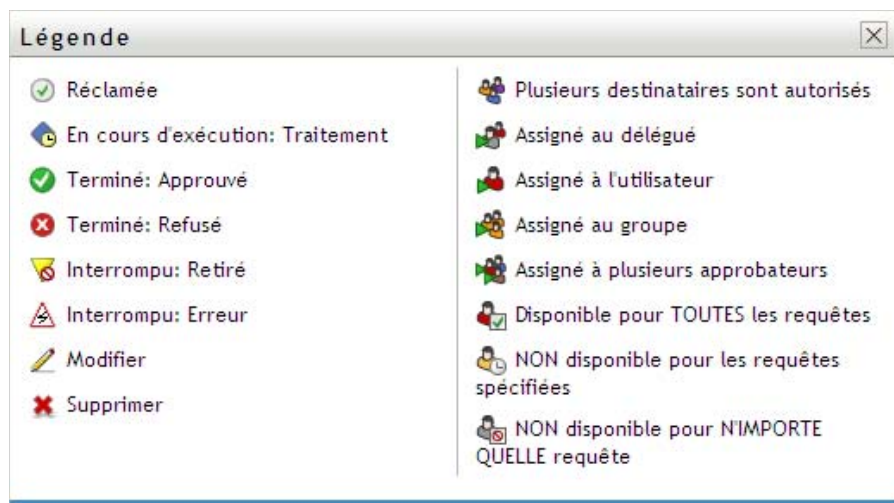 Légende
Réclamée
En cours d'exécution: Traitement
Terminé: Approuvé
Terminé: Refusé
Interrompu: Retiré
Interrompu: Erreur
Modifier
Supprimer
Plusieurs destinataires sont autorisés
Assigné au délégué
Assigné à l'utilisateur
Assigné au groupe
Assigné à plusieurs approbateurs
Disponible pour TOUTES les requêtes
NON disponible pour les requêtes
spécifiées
NON disponible pour N'IMPORTE
QUELLE requête